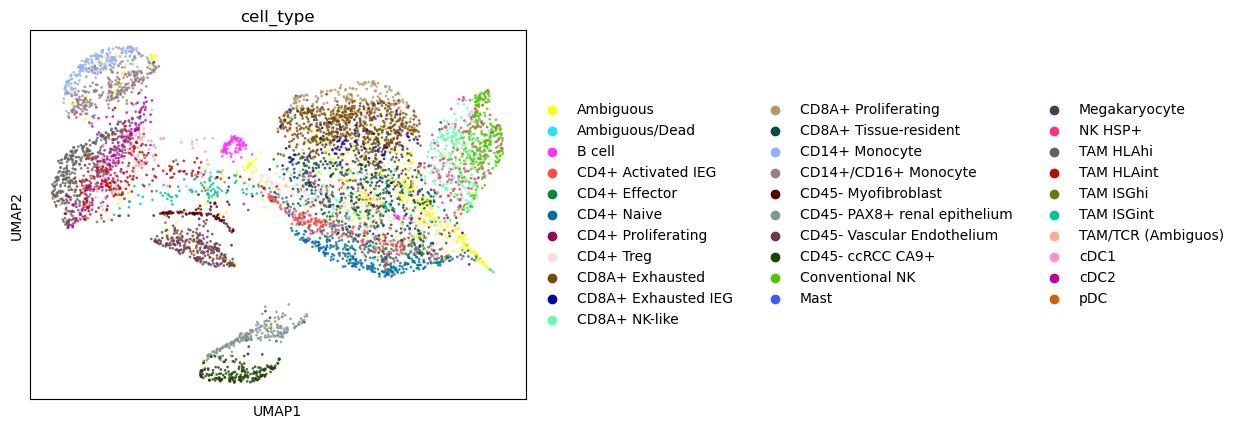 cell_type
UMAP2
UMAP1
Ambiguous
Ambiguous/Dead
B cell
CD4+ Activated IEG
CD4+ Effector
CD4+ Naive
CD4+ Proliferating
CD4+ Treg
CD8A+ Exhausted
CD8A+ Exhausted IEG
CD8A+ NK-like
CD8A+ Proliferating
CD8A+ Tissue-resident
CD14+ Monocyte
CD14+/CD16+ Monocyte
CD45- Myofibroblast
CD45- PAX8+ renal epithelium
CD45- Vascular Endothelium
CD45- ccRCC CA9+
Conventional NK
Mast
Megakaryocyte
NK HSP+
TAM HLAhi
TAM HLAint
TAM ISGhi
TAM ISGint
TAM/TCR (Ambiguos)
cDC1
cDC2
pDC